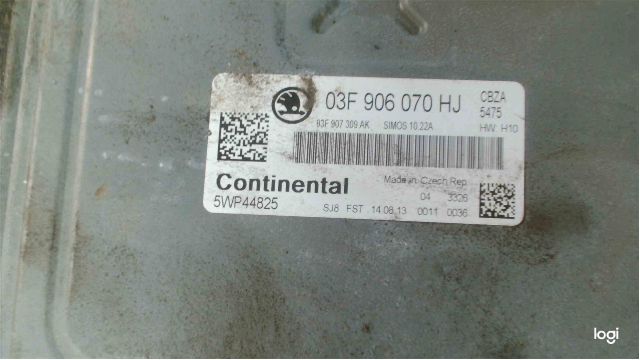 03F 906 070 HJ CBZA
5475
03F 907 309 AK SIMOS 10.22A HW: H10
Continental Made in Czech Rep
5WP44825 04 3326
SJ8 FST 14.08.13 0011 0036
logi